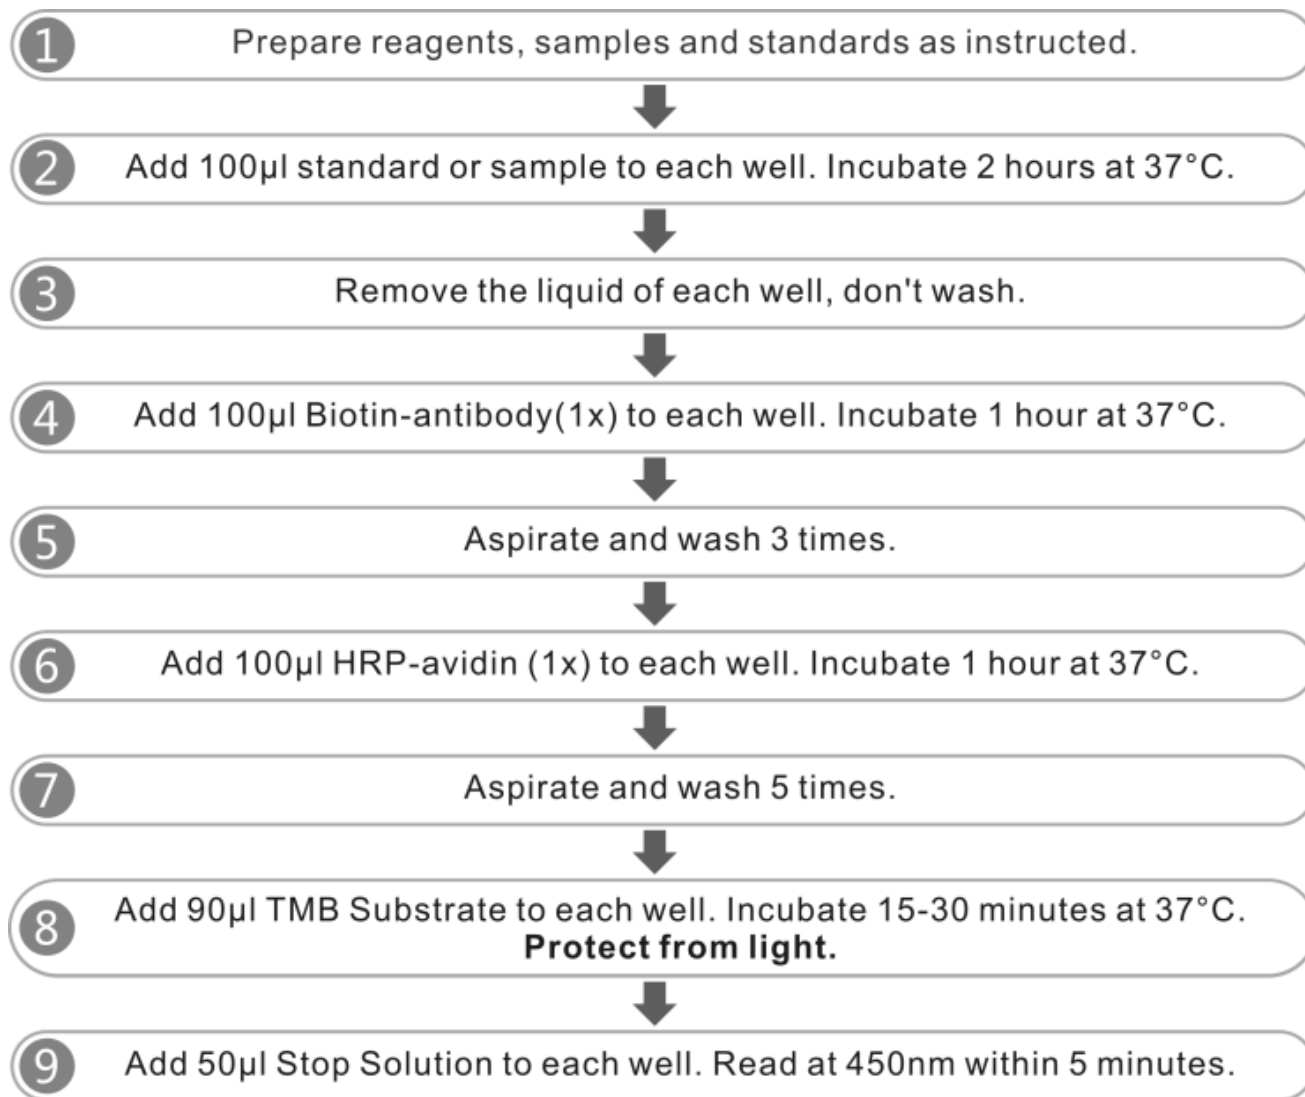 1 Prepare reagents, samples and standards as instructed.
2 Add 100µl standard or sample to each well. Incubate 2 hours at 37°C.
3 Remove the liquid of each well, don't wash.
4 Add 100µl Biotin-antibody(1x) to each well. Incubate 1 hour at 37°C.
5 Aspirate and wash 3 times.
6 Add 100µl HRP-avidin (1x) to each well. Incubate 1 hour at 37°C.
7 Aspirate and wash 5 times.
8 Add 90µl TMB Substrate to each well. Incubate 15-30 minutes at 37°C.
Protect from light.
9 Add 50µl Stop Solution to each well. Read at 450nm within 5 minutes.